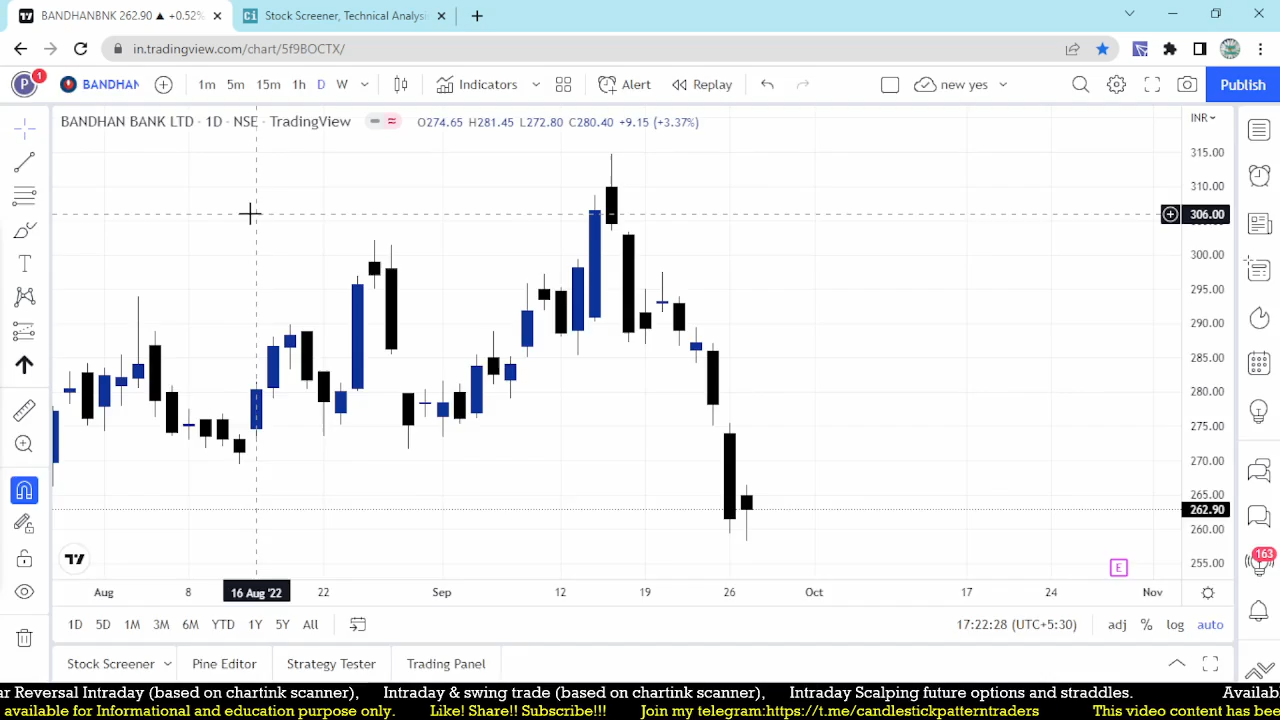 BANDHANBNK 262.90 ▲ +0.52%
Stock Screener, Technical Analysis
in.tradingview.com/chart/5f9BOCTX/
P 1
BANDHAN
1m 5m 15m 1h D W
Indicators
Alert
Replay
new yes
Publish
BANDHAN BANK LTD · 1D · NSE · TradingView
O274.65 H281.45 L272.80 C280.40 +9.15 (+3.37%)
INR
315.00
310.00
306.00
300.00
295.00
290.00
285.00
280.00
275.00
270.00
265.00
262.90
260.00
255.00
E
163
Aug 8 16 Aug '22 22 Sep 12 19 26 Oct 17 24 Nov
1D 5D 1M 3M 6M YTD 1Y 5Y All
17:22:28 (UTC+5:30)
adj % log auto
Stock Screener Pine Editor Strategy Tester Trading Panel
ar Reversal Intraday (based on chartink scanner), Intraday & swing trade (based on chartink scanner), Intraday Scalping future options and straddles. Availab
available for Informational and education purpose only. Like! Share!! Subscribe!!! Join my telegram:https://t.me/candlestickpatterntraders This video content has bee